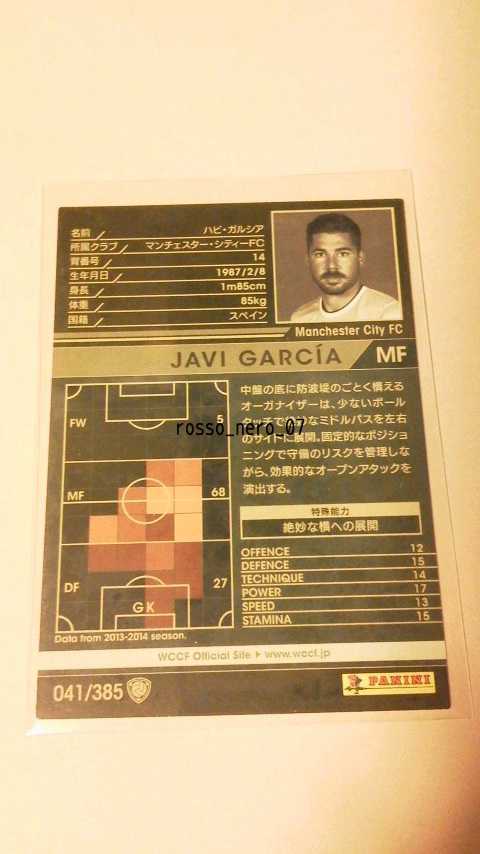 名前 ハビ・ガルシア
所属クラブ マンチェスター・シティーFC
背番号 14
生年月日 1987/2/8
身長 1m85cm
体重 85kg
国籍 スペイン
Manchester City FC
JAVI GARCÍA MF
FW 5
MF 68
DF 27
GK
Data from 2013-2014 season.
中盤の底に防波堤のごとく構える
オーガナイザーは、少ないボール
タッチで ミドルパスを左右
のサイドに展開。固定的なポジショ
ニングで守備のリスクを管理しな
がら、効果的なオープンアタックを
演出する。
rosso_nero_07
特殊能力
絶妙な横への展開
OFFENCE 12
DEFENCE 15
TECHNIQUE 14
POWER 17
SPEED 13
STAMINA 15
WCCF Official Site ▶ www.wccf.jp
041/385
PANINI